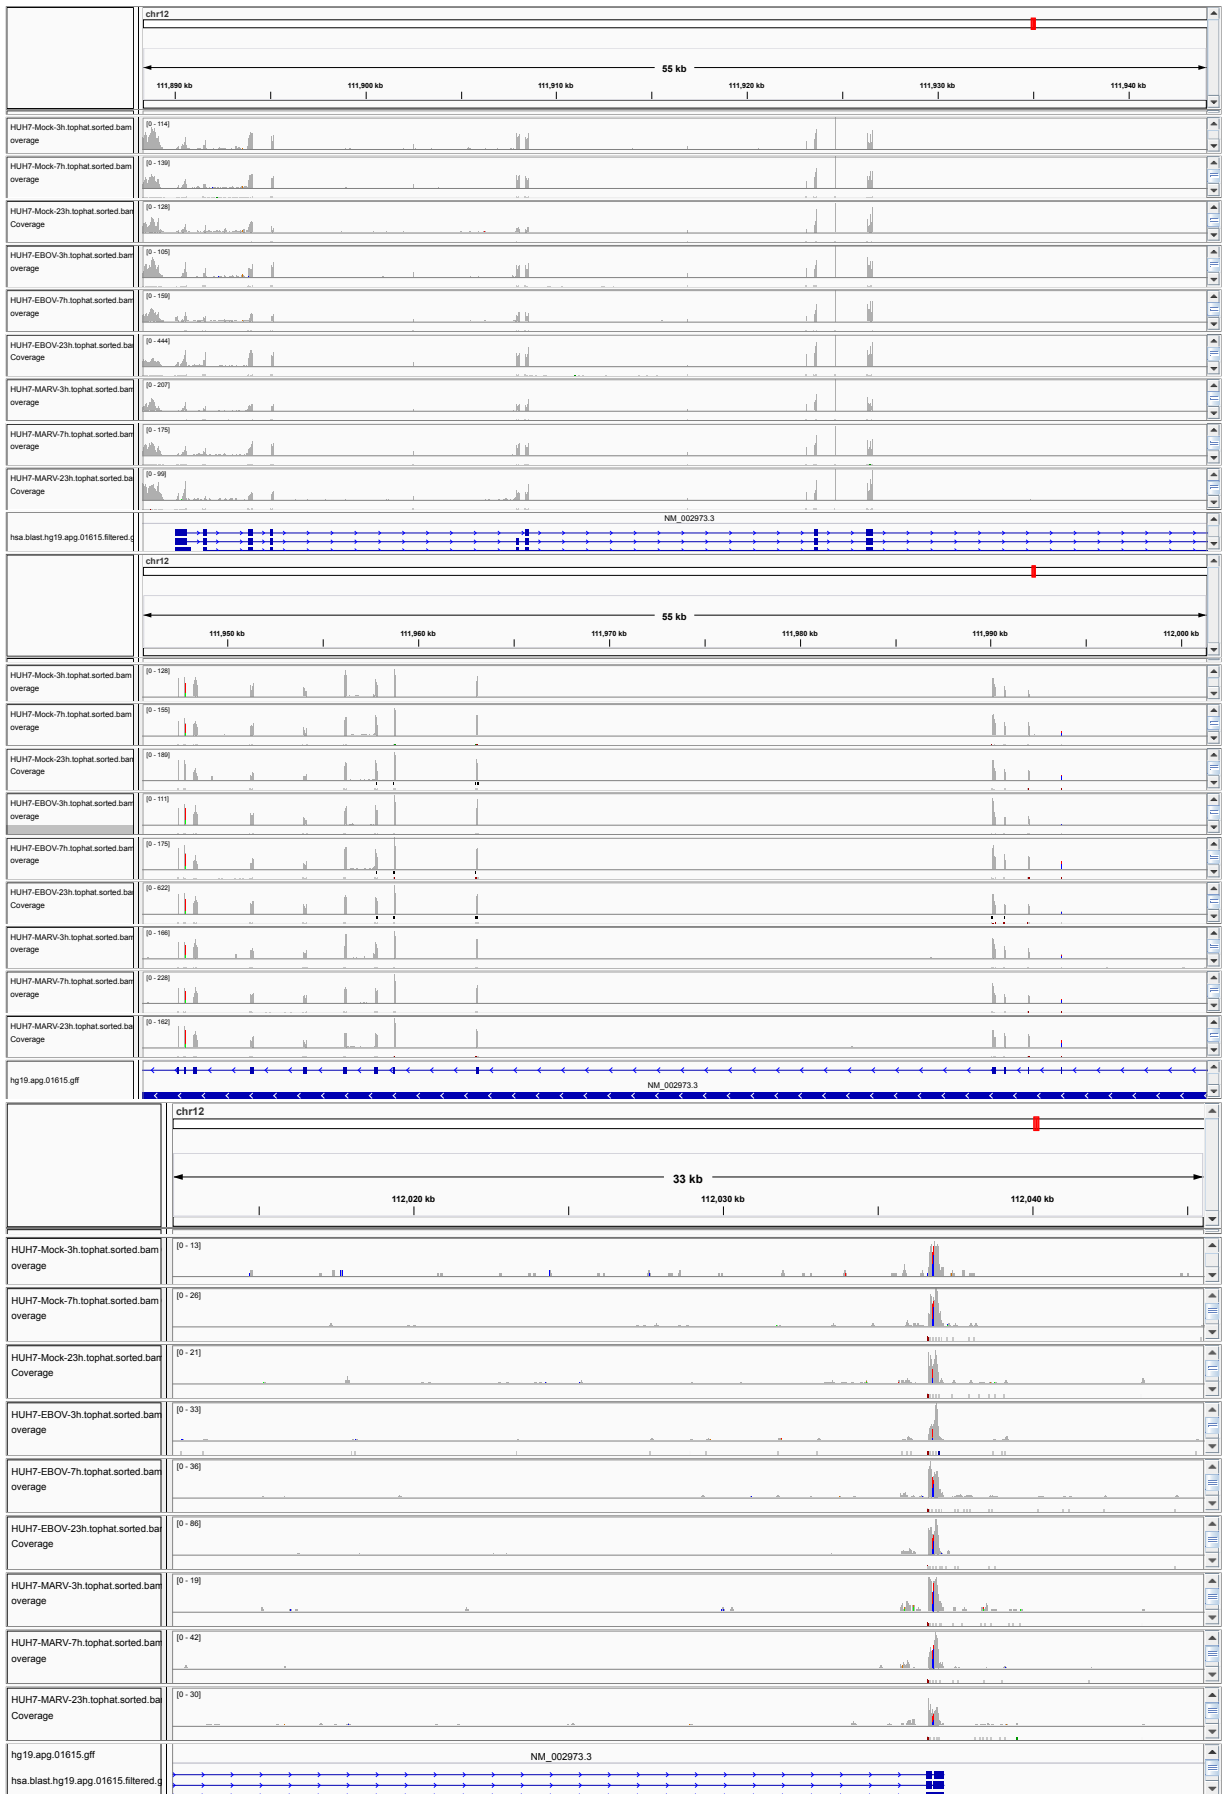 chr12
55 kb
111,890 kb 111,900 kb 111,910 kb 111,920 kb 111,930 kb 111,940 kb
HUH7-Mock-3h.tophat.sorted.bam [0 - 114]
overage
HUH7-Mock-7h.tophat.sorted.bam [0 - 139]
overage
HUH7-Mock-23h.tophat.sorted.bam [0 - 128]
Coverage
HUH7-EBOV-3h.tophat.sorted.bam [0 - 105]
overage
HUH7-EBOV-7h.tophat.sorted.bam [0 - 159]
overage
HUH7-EBOV-23h.tophat.sorted.ba [0 - 444]
Coverage
HUH7-MARV-3h.tophat.sorted.bam [0 - 207]
overage
HUH7-MARV-7h.tophat.sorted.bam [0 - 175]
overage
HUH7-MARV-23h.tophat.sorted.ba [0 - 99]
Coverage
NM_002973.3
hsa.blast.hg19.apg.01615.filtered.g
chr12
55 kb
111,950 kb 111,960 kb 111,970 kb 111,980 kb 111,990 kb 112,000 kb
HUH7-Mock-3h.tophat.sorted.bam [0 - 128]
overage
HUH7-Mock-7h.tophat.sorted.bam [0 - 155]
overage
HUH7-Mock-23h.tophat.sorted.ba [0 - 189]
Coverage
HUH7-EBOV-3h.tophat.sorted.bam [0 - 111]
overage
HUH7-EBOV-7h.tophat.sorted.bam [0 - 175]
overage
HUH7-EBOV-23h.tophat.sorted.ba [0 - 622]
Coverage
HUH7-MARV-3h.tophat.sorted.bam [0 - 166]
overage
HUH7-MARV-7h.tophat.sorted.bam [0 - 228]
overage
HUH7-MARV-23h.tophat.sorted.ba [0 - 162]
Coverage
hg19.apg.01615.gff
NM_002973.3
chr12
33 kb
112,020 kb 112,030 kb 112,040 kb
HUH7-Mock-3h.tophat.sorted.bam [0 - 13]
overage
HUH7-Mock-7h.tophat.sorted.bam [0 - 26]
overage
HUH7-Mock-23h.tophat.sorted.bam [0 - 21]
Coverage
HUH7-EBOV-3h.tophat.sorted.bam [0 - 33]
overage
HUH7-EBOV-7h.tophat.sorted.bam [0 - 36]
overage
HUH7-EBOV-23h.tophat.sorted.ba [0 - 86]
Coverage
HUH7-MARV-3h.tophat.sorted.bam [0 - 19]
overage
HUH7-MARV-7h.tophat.sorted.bam [0 - 42]
overage
HUH7-MARV-23h.tophat.sorted.ba [0 - 30]
Coverage
hg19.apg.01615.gff NM_002973.3
hsa.blast.hg19.apg.01615.filtered.g